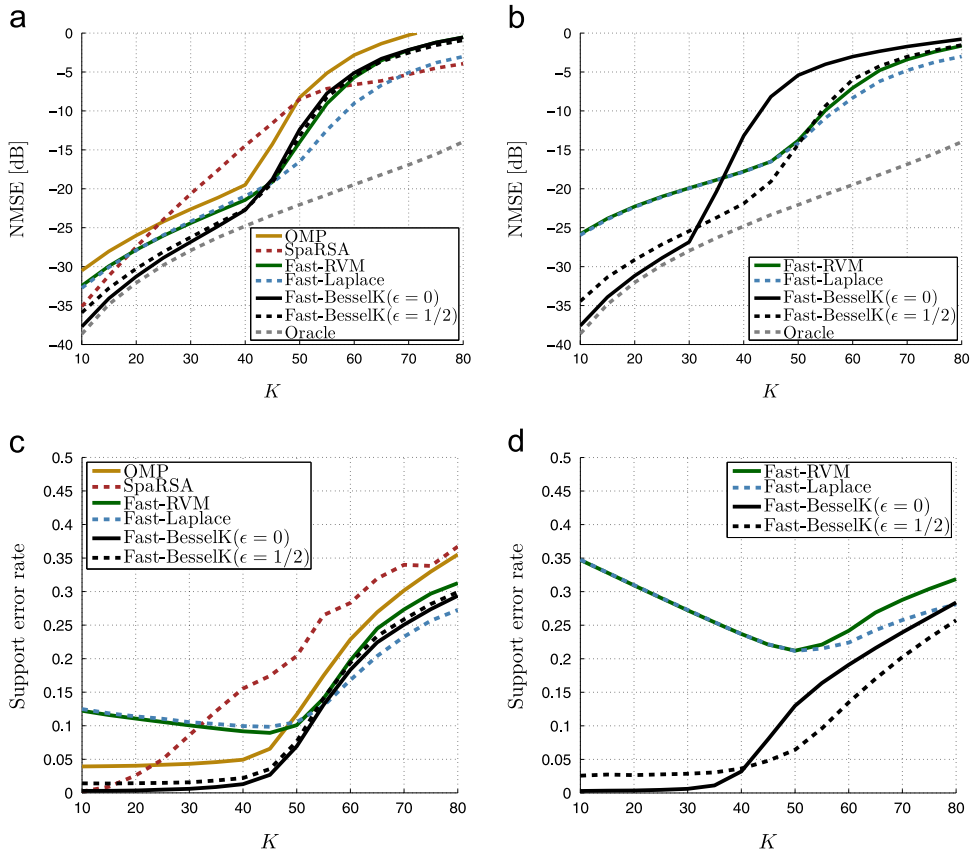 a
0
−5
−10
−15
−20
−25
−30
−35
−40
NMSE [dB]
OMP
SpaRSA
Fast-RVM
Fast-Laplace
Fast-BesselK(ϵ = 0)
Fast-BesselK(ϵ = 1/2)
Oracle
10 20 30 40 50 60 70 80
K
b
0
−5
−10
−15
−20
−25
−30
−35
−40
NMSE [dB]
Fast-RVM
Fast-Laplace
Fast-BesselK(ϵ = 0)
Fast-BesselK(ϵ = 1/2)
Oracle
10 20 30 40 50 60 70 80
K
c
0.5
0.45
0.4
0.35
0.3
0.25
0.2
0.15
0.1
0.05
0
Support error rate
OMP
SpaRSA
Fast-RVM
Fast-Laplace
Fast-BesselK(ϵ = 0)
Fast-BesselK(ϵ = 1/2)
10 20 30 40 50 60 70 80
K
d
0.5
0.45
0.4
0.35
0.3
0.25
0.2
0.15
0.1
0.05
0
Support error rate
Fast-RVM
Fast-Laplace
Fast-BesselK(ϵ = 0)
Fast-BesselK(ϵ = 1/2)
10 20 30 40 50 60 70 80
K